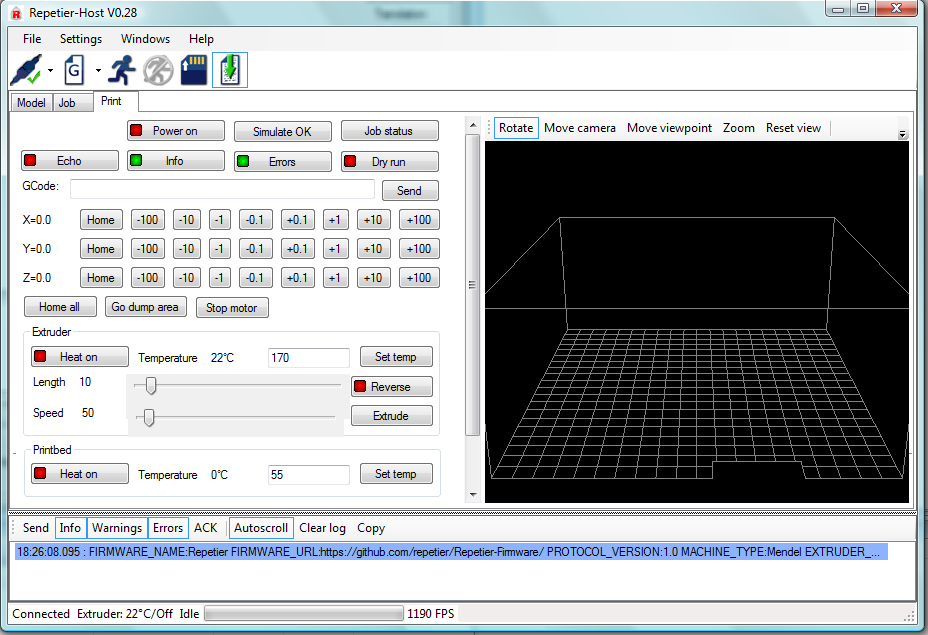 Repetier-Host V0.28
File Settings Windows Help
G
Model Job Print
Power on Simulate OK Job status
Echo Info Errors Dry run
GCode: Send
X=0.0 Home -100 -10 -1 -0.1 +0.1 +1 +10 +100
Y=0.0 Home -100 -10 -1 -0.1 +0.1 +1 +10 +100
Z=0.0 Home -100 -10 -1 -0.1 +0.1 +1 +10 +100
Home all Go dump area Stop motor
Extruder
Heat on Temperature 22°C 170 Set temp
Length 10 Reverse
Speed 50 Extrude
Printbed
Heat on Temperature 0°C 55 Set temp
Rotate Move camera Move viewpoint Zoom Reset view
Send Info Warnings Errors ACK Autoscroll Clear log Copy
18:26:08.095 : FIRMWARE_NAME:Repetier FIRMWARE_URL:https://github.com/repetier/Repetier-Firmware/ PROTOCOL_VERSION:1.0 MACHINE_TYPE:Mendel EXTRUDER_...
Connected Extruder: 22°C/Off Idle 1190 FPS